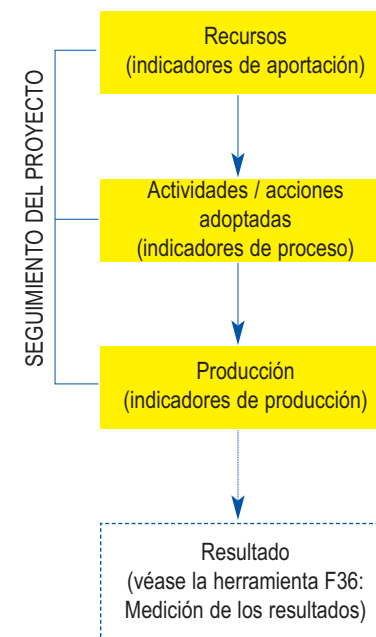 SEGUIMIENTO DEL PROYECTO
Recursos
(indicadores de aportación)
Actividades / acciones
adoptadas
(indicadores de proceso)
Producción
(indicadores de producción)
Resultado
(véase la herramienta F36:
Medición de los resultados)